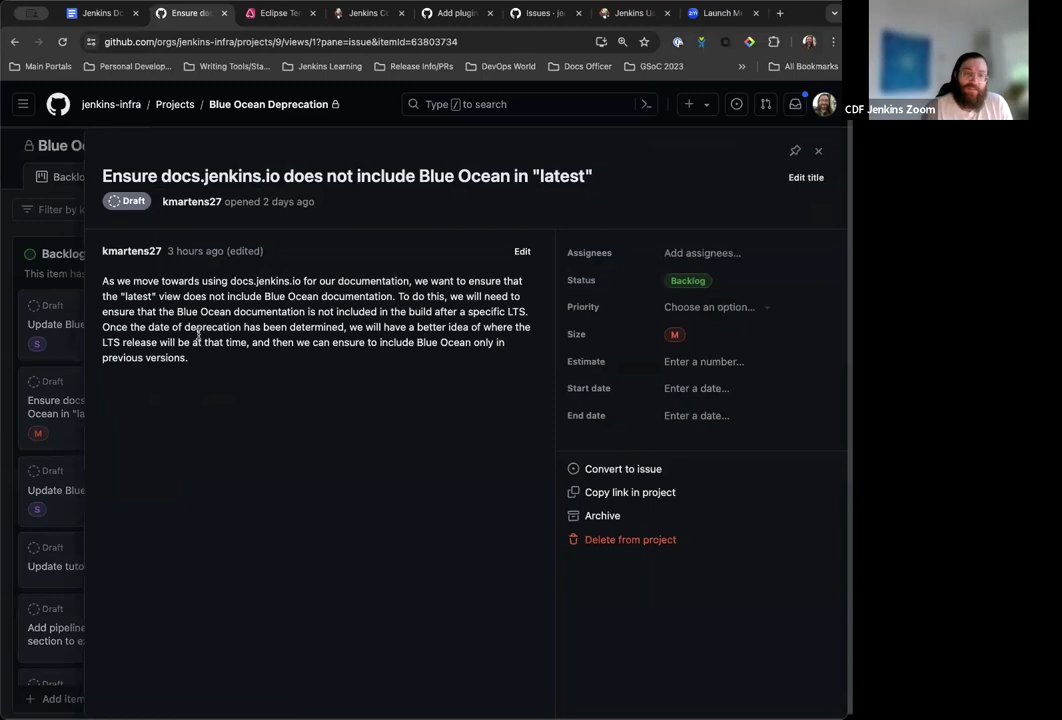 Jenkins Do
Ensure do
Eclipse Te
Jenkins Co
Add plugin
Issues - je
Jenkins Us
Launch Me
github.com/orgs/jenkins-infra/projects/9/views/1?pane=issue&itemId=63803734
Main Portals
Personal Develop...
Writing Tools/Sta...
Jenkins Learning
Release Info/PRs
DevOps World
Docs Officer
GSoC 2023
»
All Bookmarks
CDF Jenkins Zoom
jenkins-infra / Projects / Blue Ocean Deprecation
Type / to search
Blue O
Backlo
Filter by k
Backlog
This item has
Draft
Update Blue
S
Draft
Ensure docs
Ocean in "la
M
Draft
Update Blue
S
Draft
Update tuto
Draft
Add pipelin
section to e
Draft
+ Add item
Ensure docs.jenkins.io does not include Blue Ocean in "latest"
Edit title
Draft
kmartens27 opened 2 days ago
kmartens27 3 hours ago (edited)
Edit
As we move towards using docs.jenkins.io for our documentation, we want to ensure that
the "latest" view does not include Blue Ocean documentation. To do this, we will need to
ensure that the Blue Ocean documentation is not included in the build after a specific LTS.
Once the date of deprecation has been determined, we will have a better idea of where the
LTS release will be at that time, and then we can ensure to include Blue Ocean only in
previous versions.
Assignees
Add assignees...
Status
Backlog
Priority
Choose an option...
Size
M
Estimate
Enter a number...
Start date
Enter a date...
End date
Enter a date...
Convert to issue
Copy link in project
Archive
Delete from project